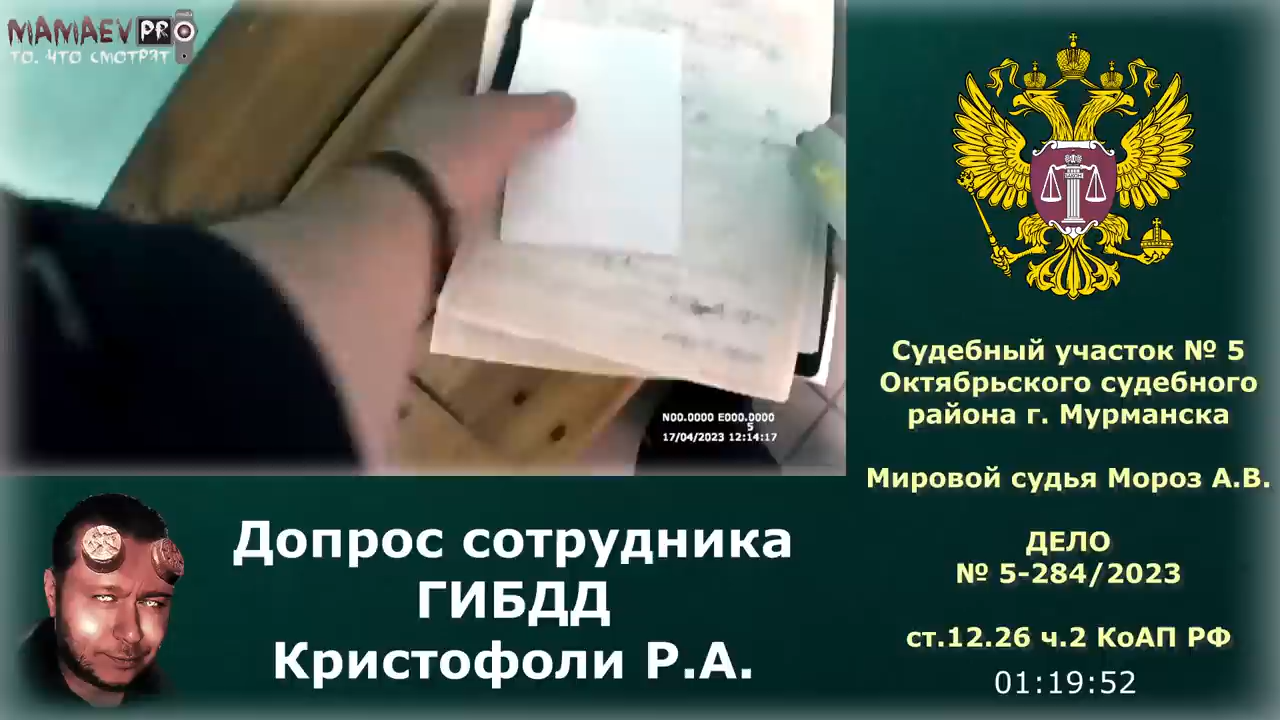 MAMAEV PRO
ТО, ЧТО СМОТРЯТ
N00.0000 E000.0000
5
17/04/2023 12:14:17
Судебный участок № 5
Октябрьского судебного
района г. Мурманска
Мировой судья Мороз А.В.
ДЕЛО
№ 5-284/2023
ст.12.26 ч.2 КоАП РФ
01:19:52
Допрос сотрудника
ГИБДД
Кристофоли Р.А.